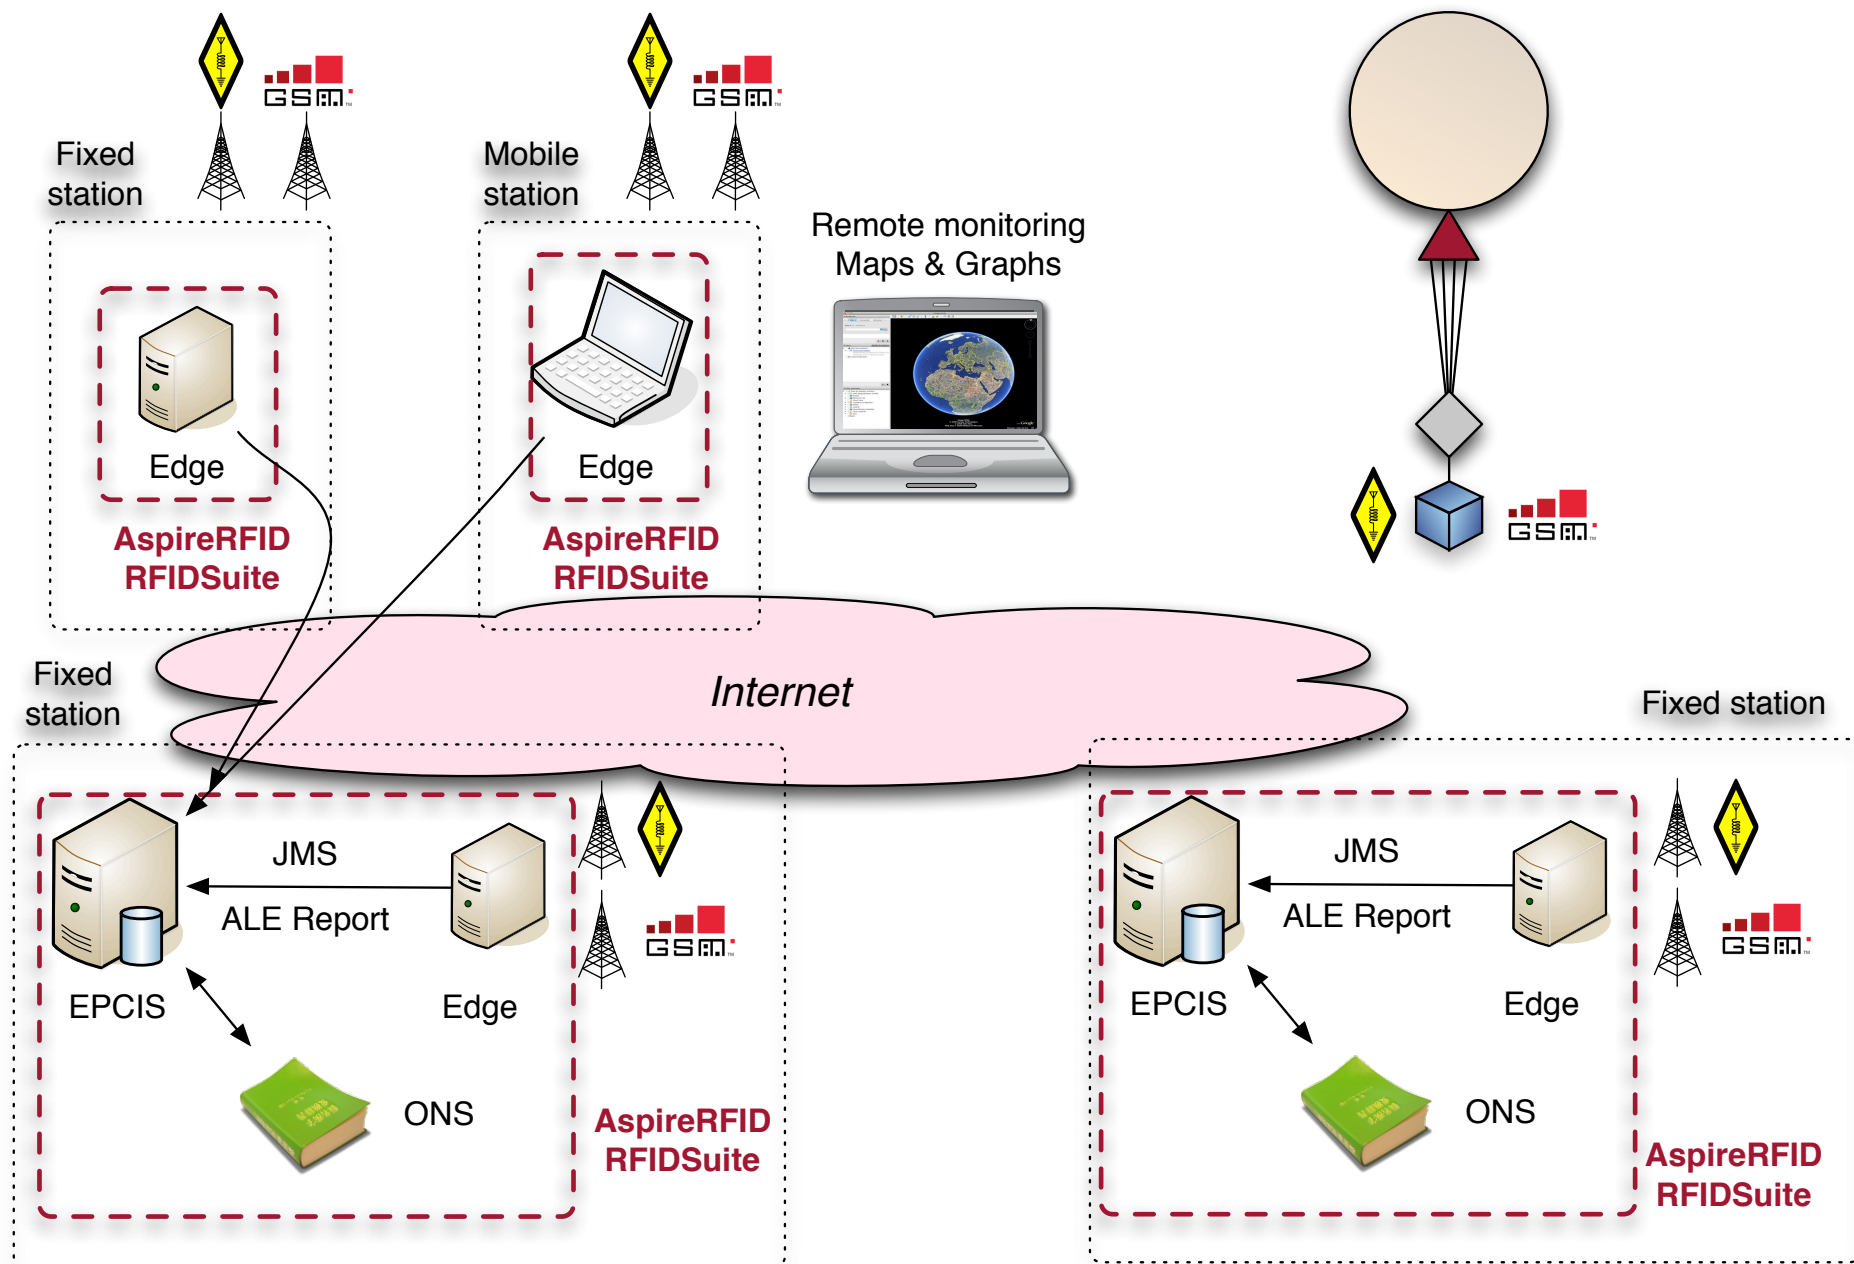 GSM
GSM
Fixed
station
Mobile
station
Remote monitoring
Maps & Graphs
Edge
Edge
AspireRFID
RFIDSuite
AspireRFID
RFIDSuite
GSM
Internet
Fixed
station
Fixed station
JMS
ALE Report
EPCIS
Edge
GSM
ONS
AspireRFID
RFIDSuite
JMS
ALE Report
EPCIS
Edge
GSM
ONS
AspireRFID
RFIDSuite